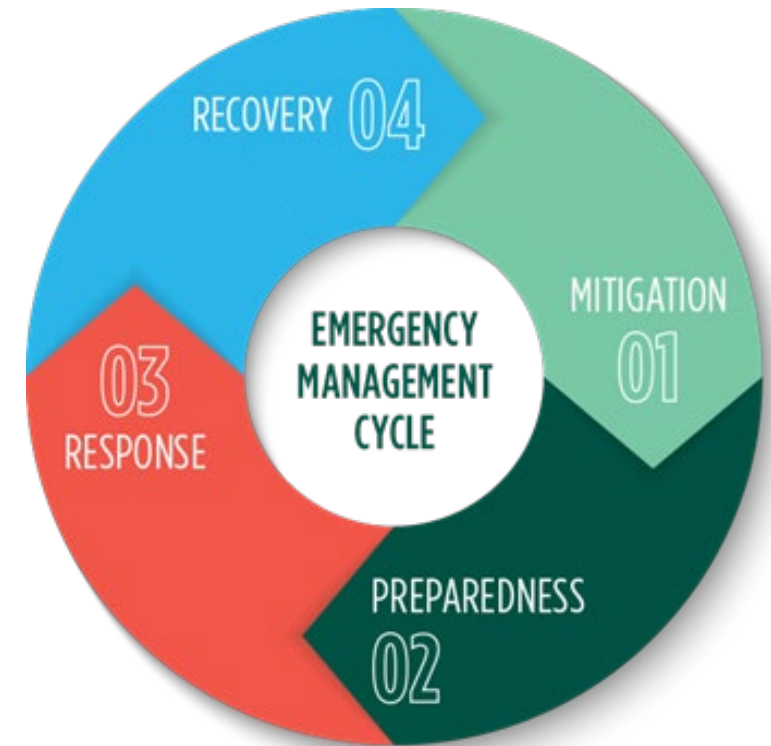 RECOVERY 04
MITIGATION
01
EMERGENCY
MANAGEMENT
CYCLE
03
RESPONSE
PREPAREDNESS
02